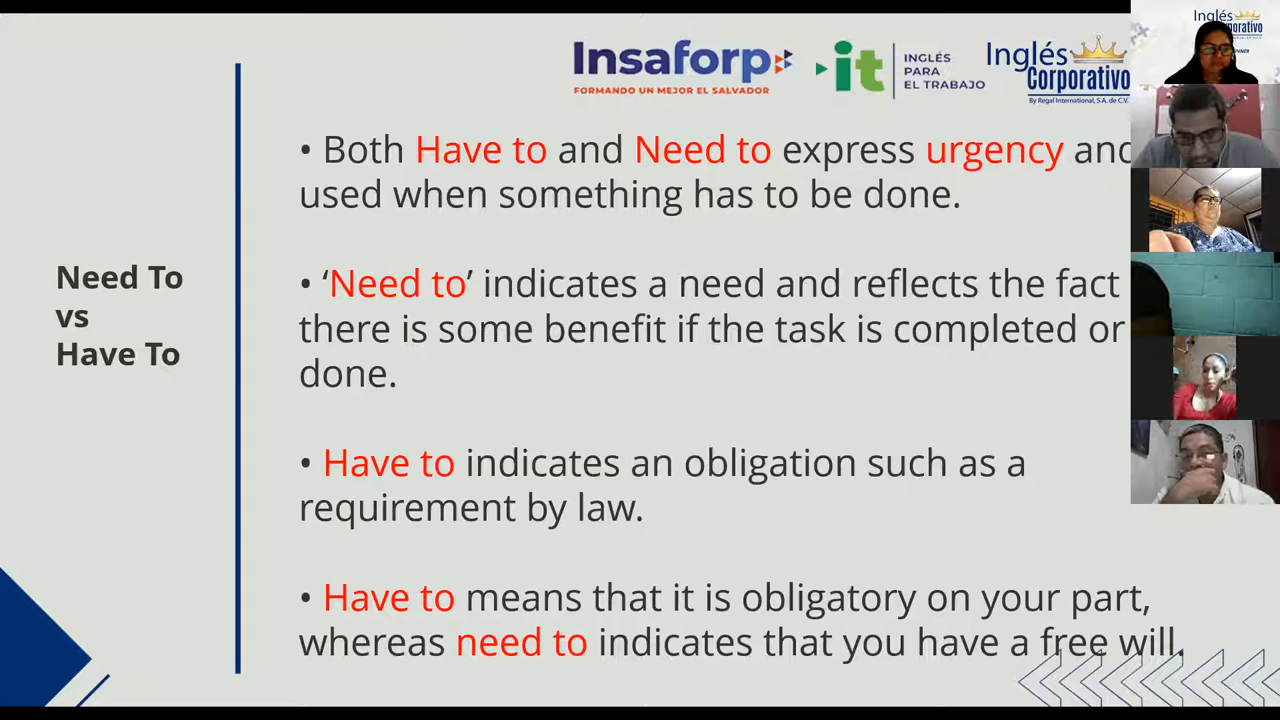 Insaforp
FORMANDO UN MEJOR EL SALVADOR
it
INGLÉS
PARA
EL TRABAJO
Inglés
Corporativo
By Regal International, S.A. de C.V.
Inglés
Need To
vs
Have To
• Both Have to and Need to express urgency and
used when something has to be done.
• ‘Need to’ indicates a need and reflects the fact
there is some benefit if the task is completed or
done.
• Have to indicates an obligation such as a
requirement by law.
• Have to means that it is obligatory on your part,
whereas need to indicates that you have a free will.